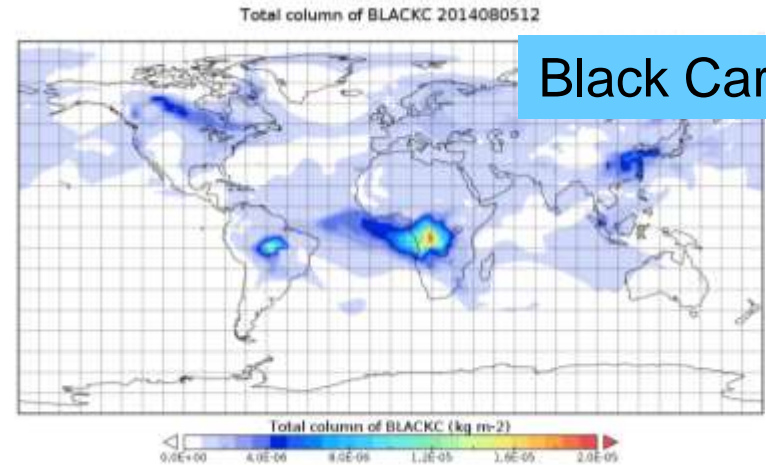 Total column of BLACKC 2014080512
Black Car
Total column of BLACKC (kg m-2)
0.0E+00 4.0E-06 8.0E-06 1.2E-05 1.6E-05 2.0E-05